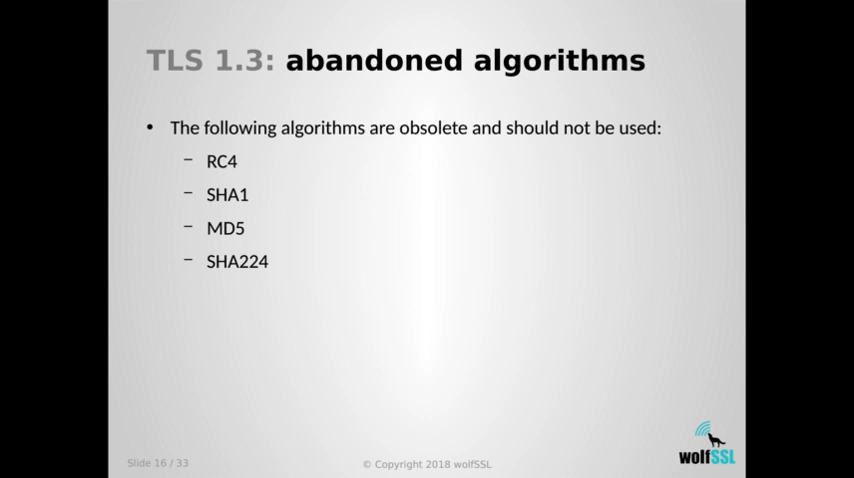 TLS 1.3: abandoned algorithms
• The following algorithms are obsolete and should not be used:
– RC4
– SHA1
– MD5
– SHA224
Slide 16 / 33
© Copyright 2018 wolfSSL
wolfSSL